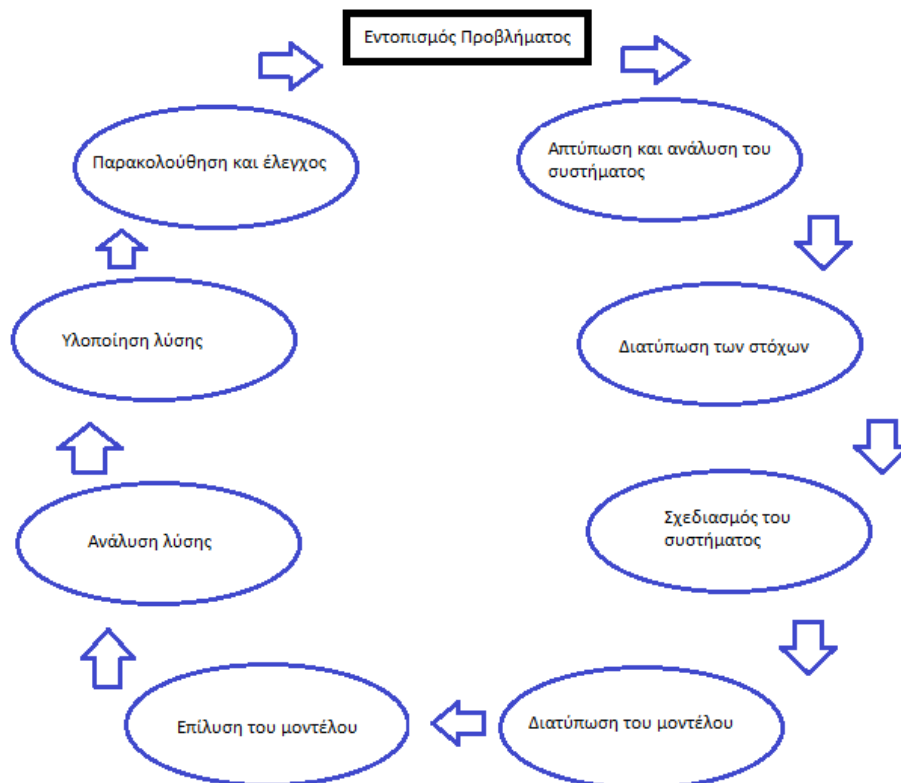 Εντοπισμός Προβλήματος
Απτύπωση και ανάλυση του
συστήματος
Διατύπωση των στόχων
Σχεδιασμός του
συστήματος
Διατύπωση του μοντέλου
Επίλυση του μοντέλου
Ανάλυση λύσης
Υλοποίηση λύσης
Παρακολούθηση και έλεγχος